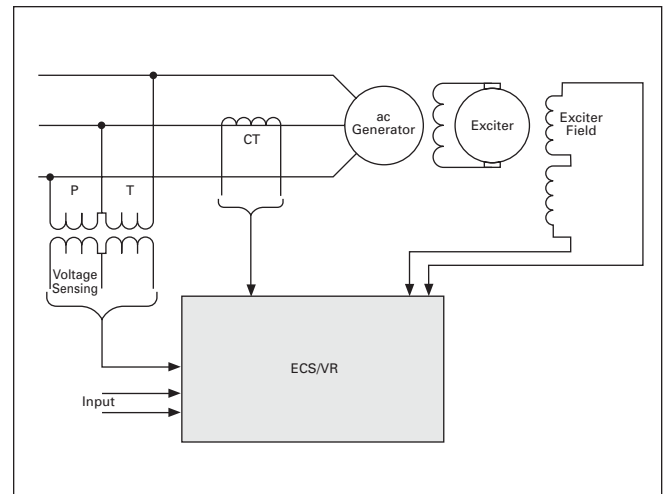 ac
Generator
Exciter
Exciter
Field
CT
P T
Voltage
Sensing
ECS/VR
Input